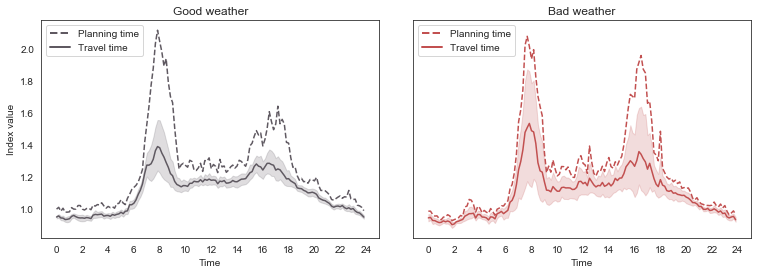 Good weather
Planning time
Travel time
2.0
1.8
1.6
1.4
1.2
1.0
Index value
0 2 4 6 8 10 12 14 16 18 20 22 24
Time
Bad weather
Planning time
Travel time
0 2 4 6 8 10 12 14 16 18 20 22 24
Time